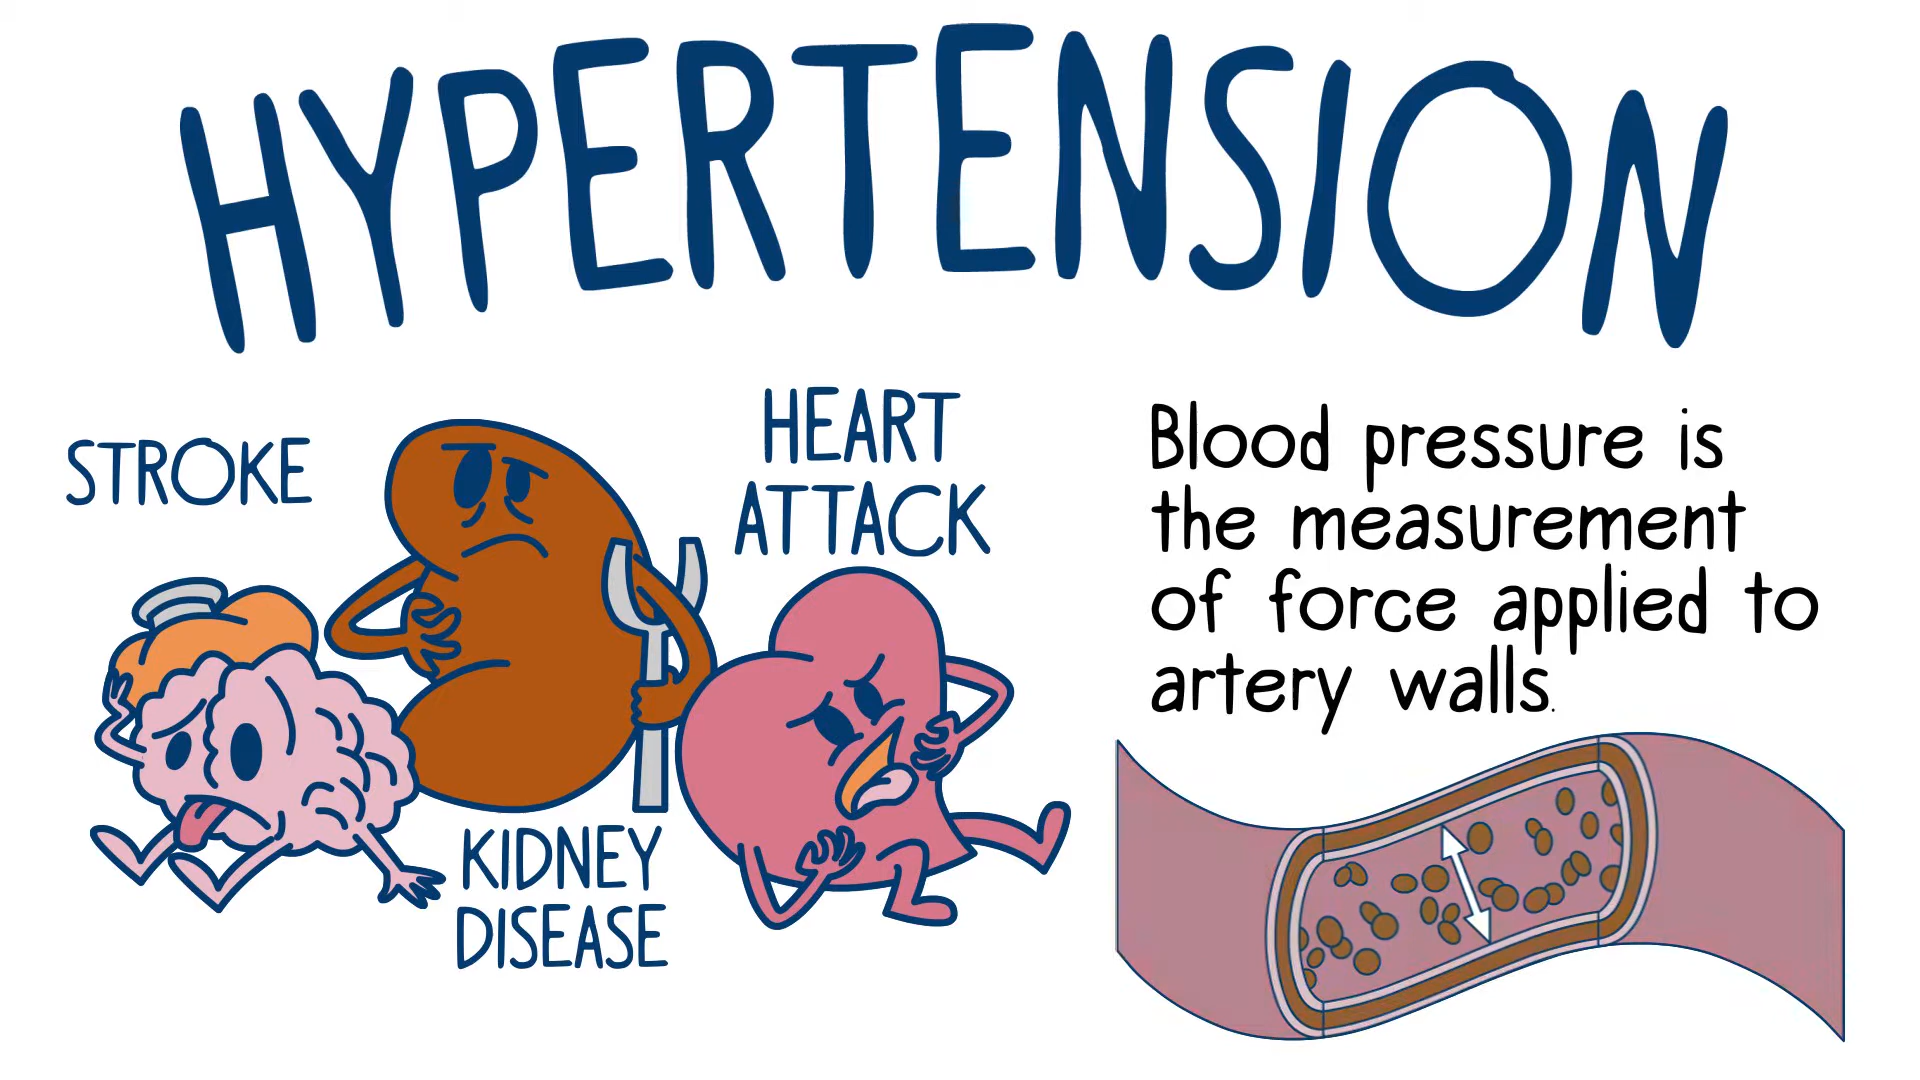 HYPERTENSION
STROKE
HEART
ATTACK
KIDNEY
DISEASE
Blood pressure is
the measurement
of force applied to
artery walls.